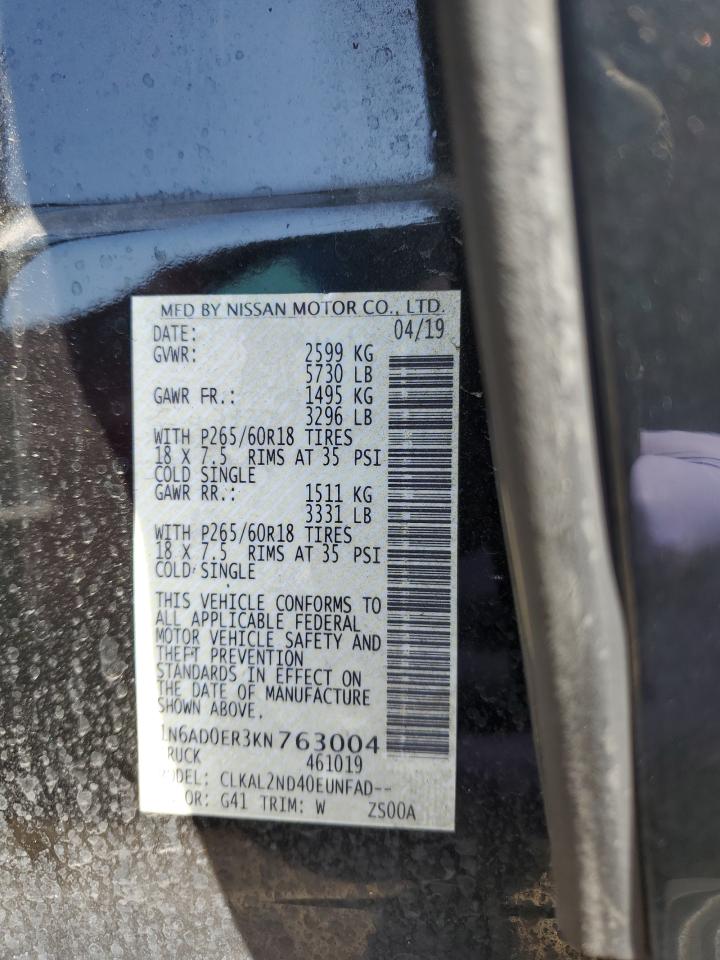 MFD BY NISSAN MOTOR CO., LTD.
DATE: 04/19
GVWR: 2599 KG
5730 LB
GAWR FR.: 1495 KG
3296 LB
WITH P265/60R18 TIRES
18 X 7.5 RIMS AT 35 PSI
COLD SINGLE
GAWR RR.: 1511 KG
3331 LB
WITH P265/60R18 TIRES
18 X 7.5 RIMS AT 35 PSI
COLD SINGLE
THIS VEHICLE CONFORMS TO
ALL APPLICABLE FEDERAL
MOTOR VEHICLE SAFETY AND
THEFT PREVENTION
STANDARDS IN EFFECT ON
THE DATE OF MANUFACTURE
SHOWN ABOVE.
1N6AD0ER3KN763004
RUCK 461019
DEL: CLKAL2ND40EUNFAD--
OR: G41 TRIM: W ZS00A